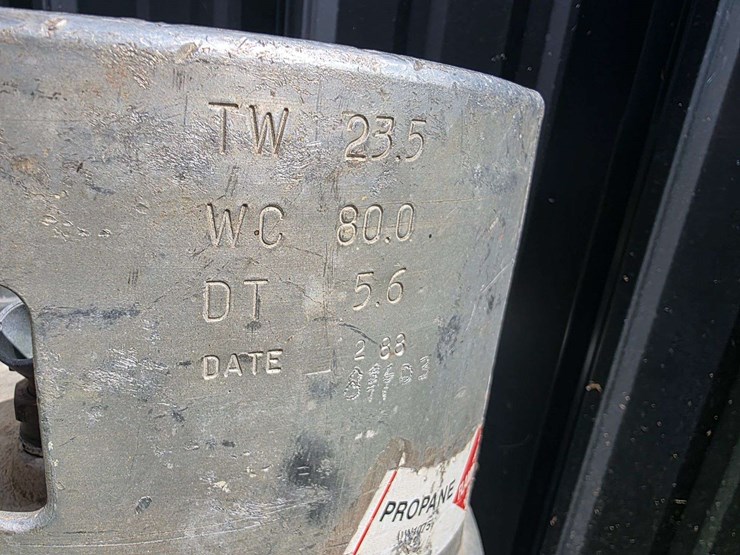 TW 23.5
WC 80.0
DT 5.6
DATE 2 88
PROPANE